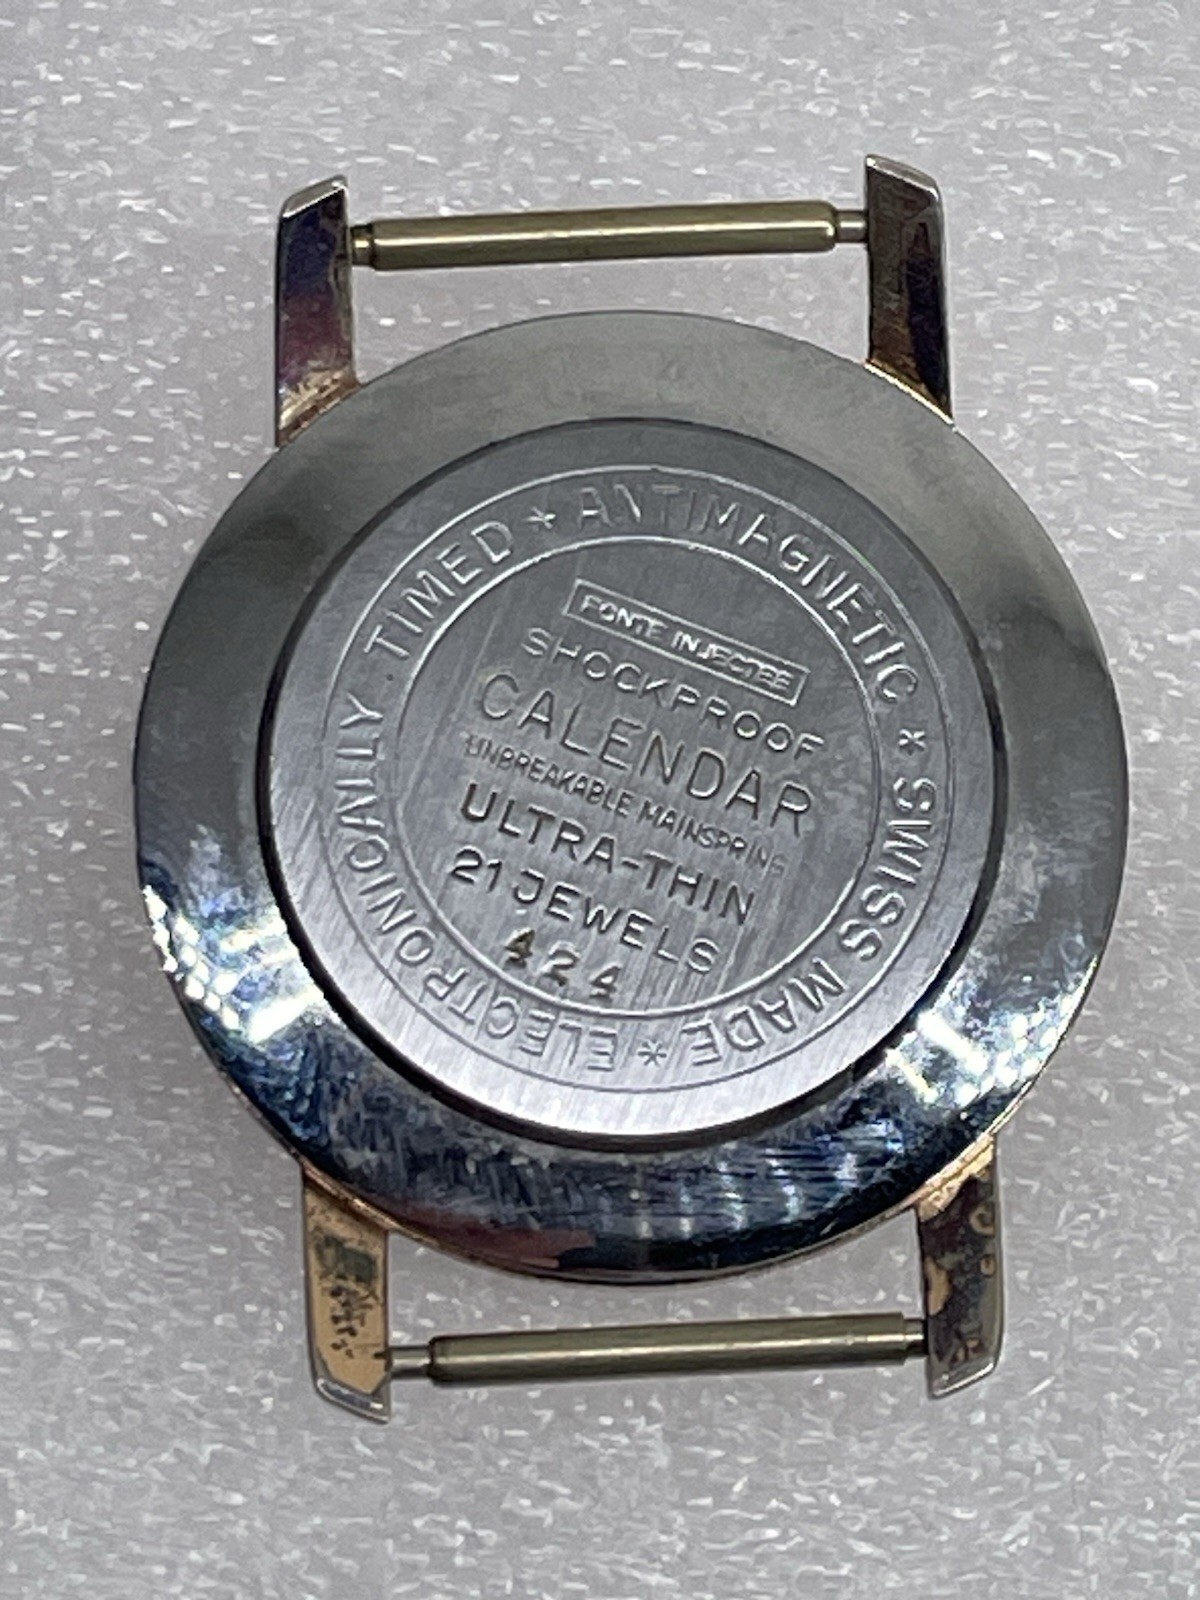 ANTIMAGNETIC * SWISS MADE * ELECTRONICALLY TIMED *
FONTE INJECTEE
SHOCKPROOF
CALENDAR
UNBREAKABLE MAINSPRING
ULTRA-THIN
21 JEWELS
424